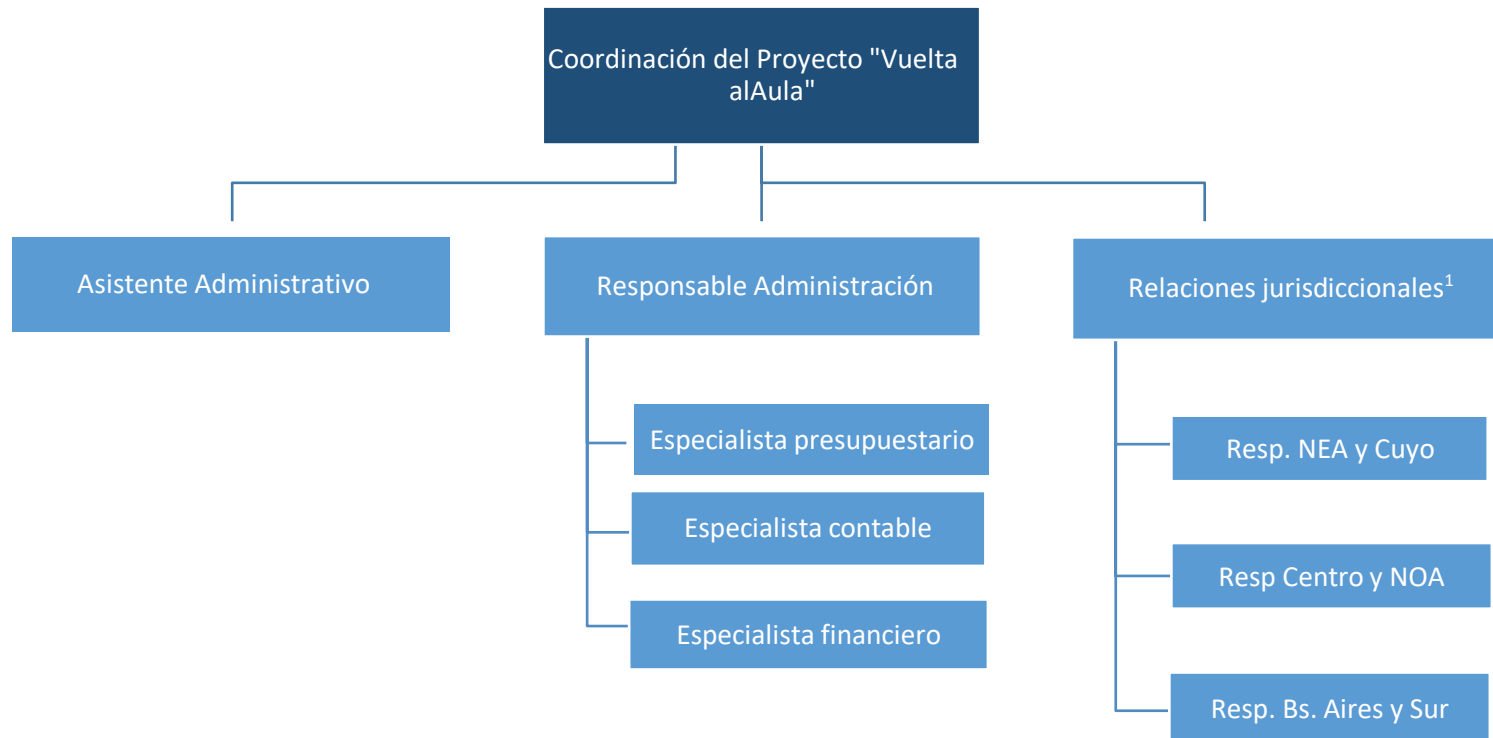 Coordinación del Proyecto "Vuelta
alAula"
Asistente Administrativo
Responsable Administración
Relaciones jurisdiccionales¹
Especialista presupuestario
Especialista contable
Especialista financiero
Resp. NEA y Cuyo
Resp Centro y NOA
Resp. Bs. Aires y Sur